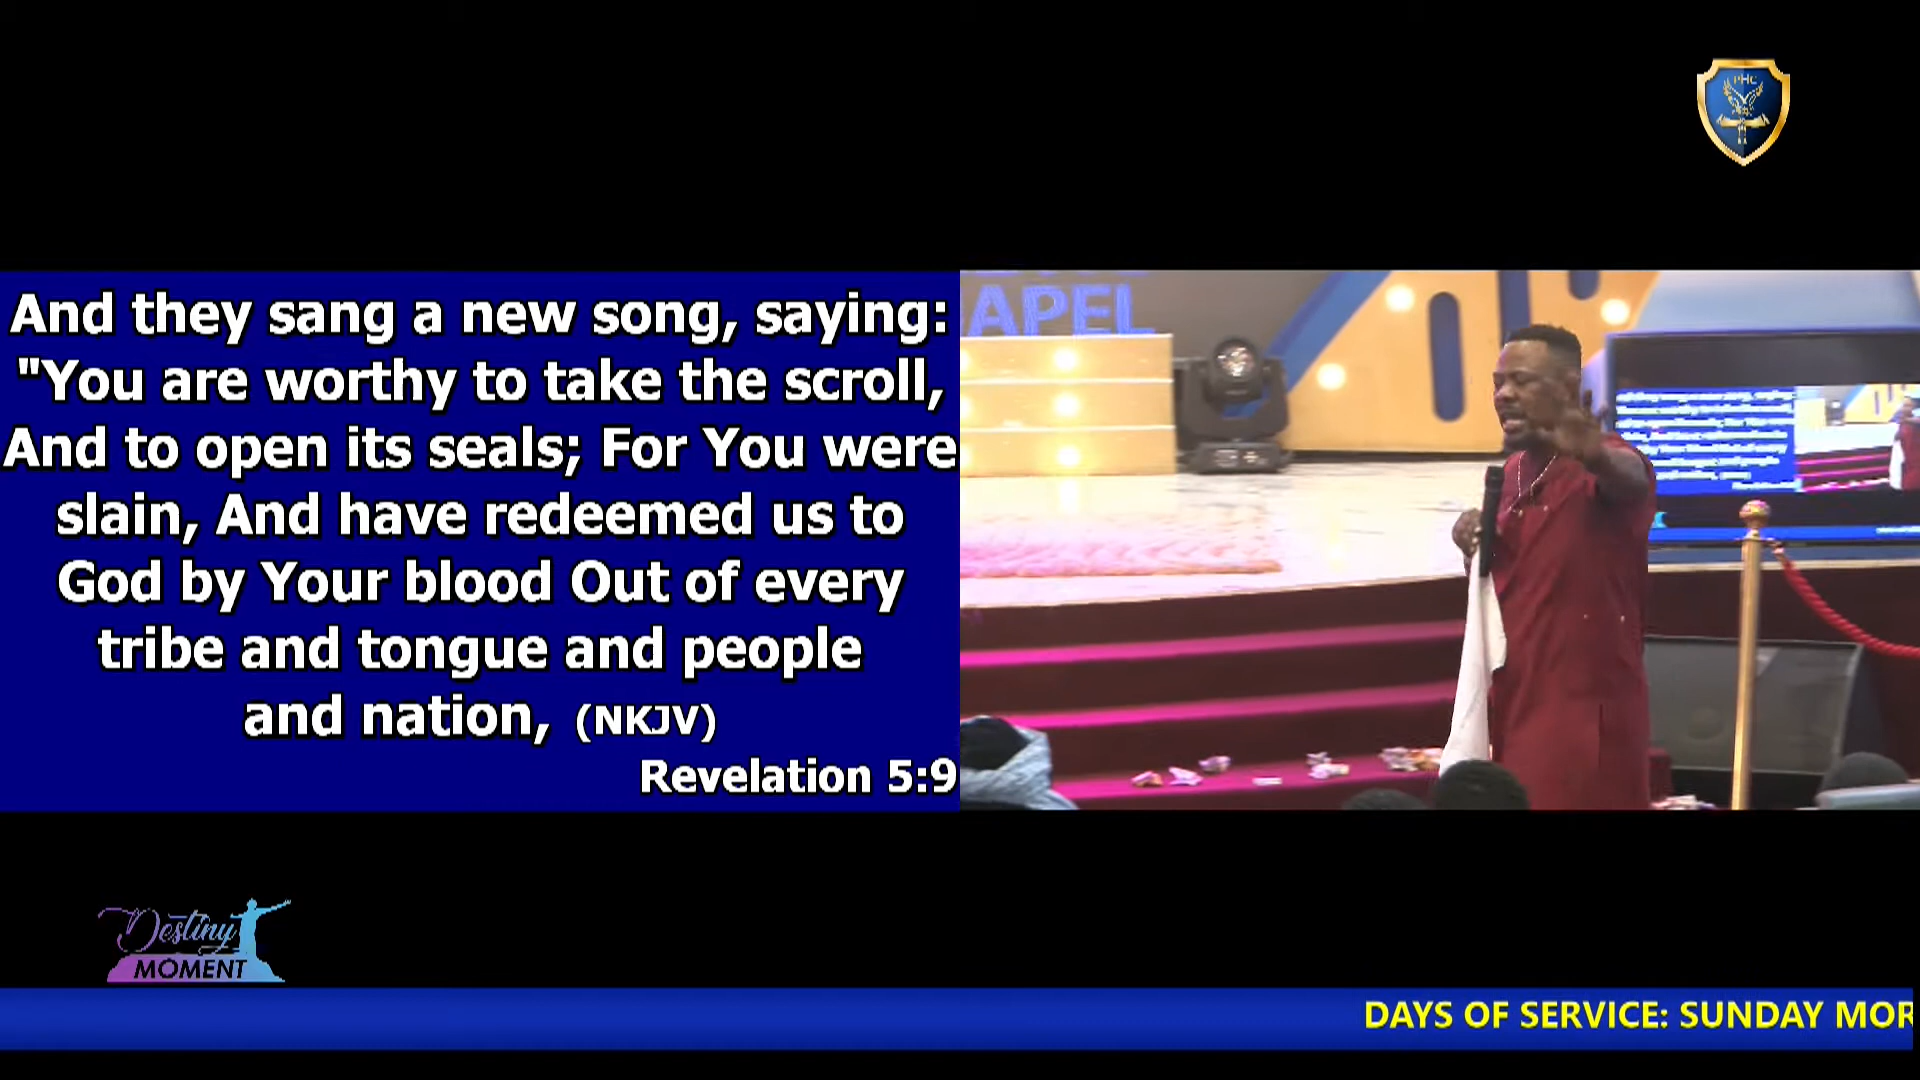 PHC
And they sang a new song, saying:
"You are worthy to take the scroll,
And to open its seals; For You were
slain, And have redeemed us to
God by Your blood Out of every
tribe and tongue and people
and nation, (NKJV)
Revelation 5:9
APEL
Destiny
MOMENT
DAYS OF SERVICE: SUNDAY MOR